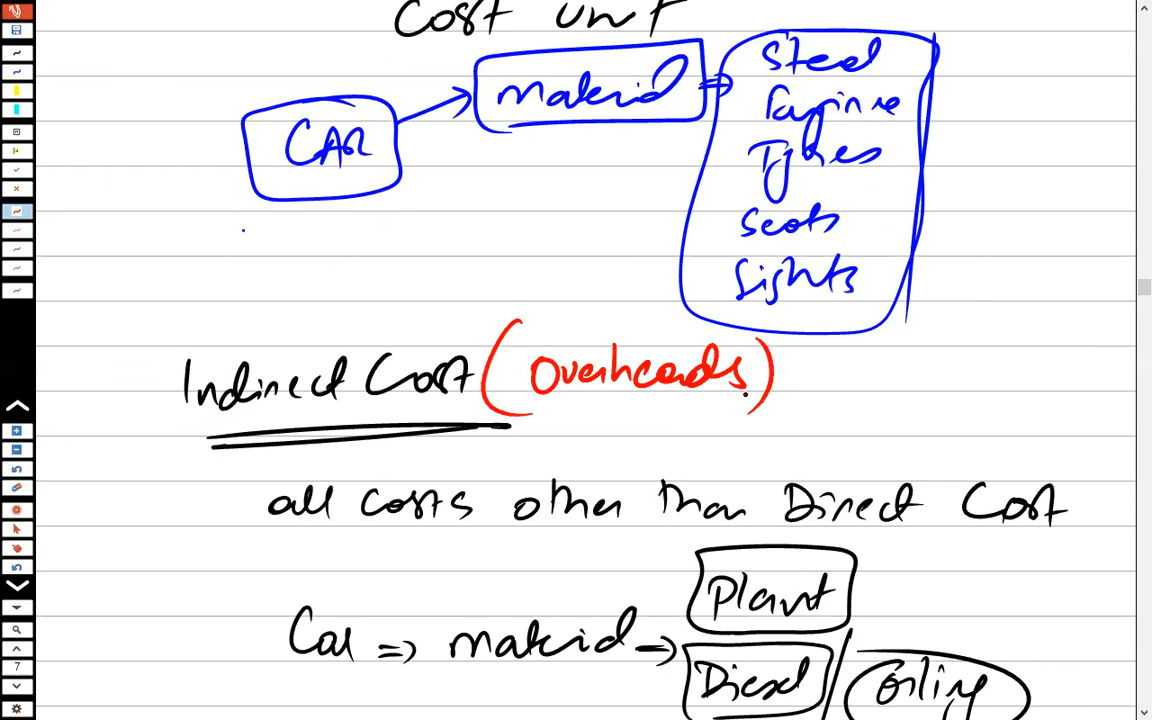 Cost unit
CAR → Material ⇒ Steel
Engine
Tyres
Seats
Lights
Indirect Cost (Overheads)
all costs other than Direct Cost
Car ⇒ Material → Plant
Diesel / Oiling
7